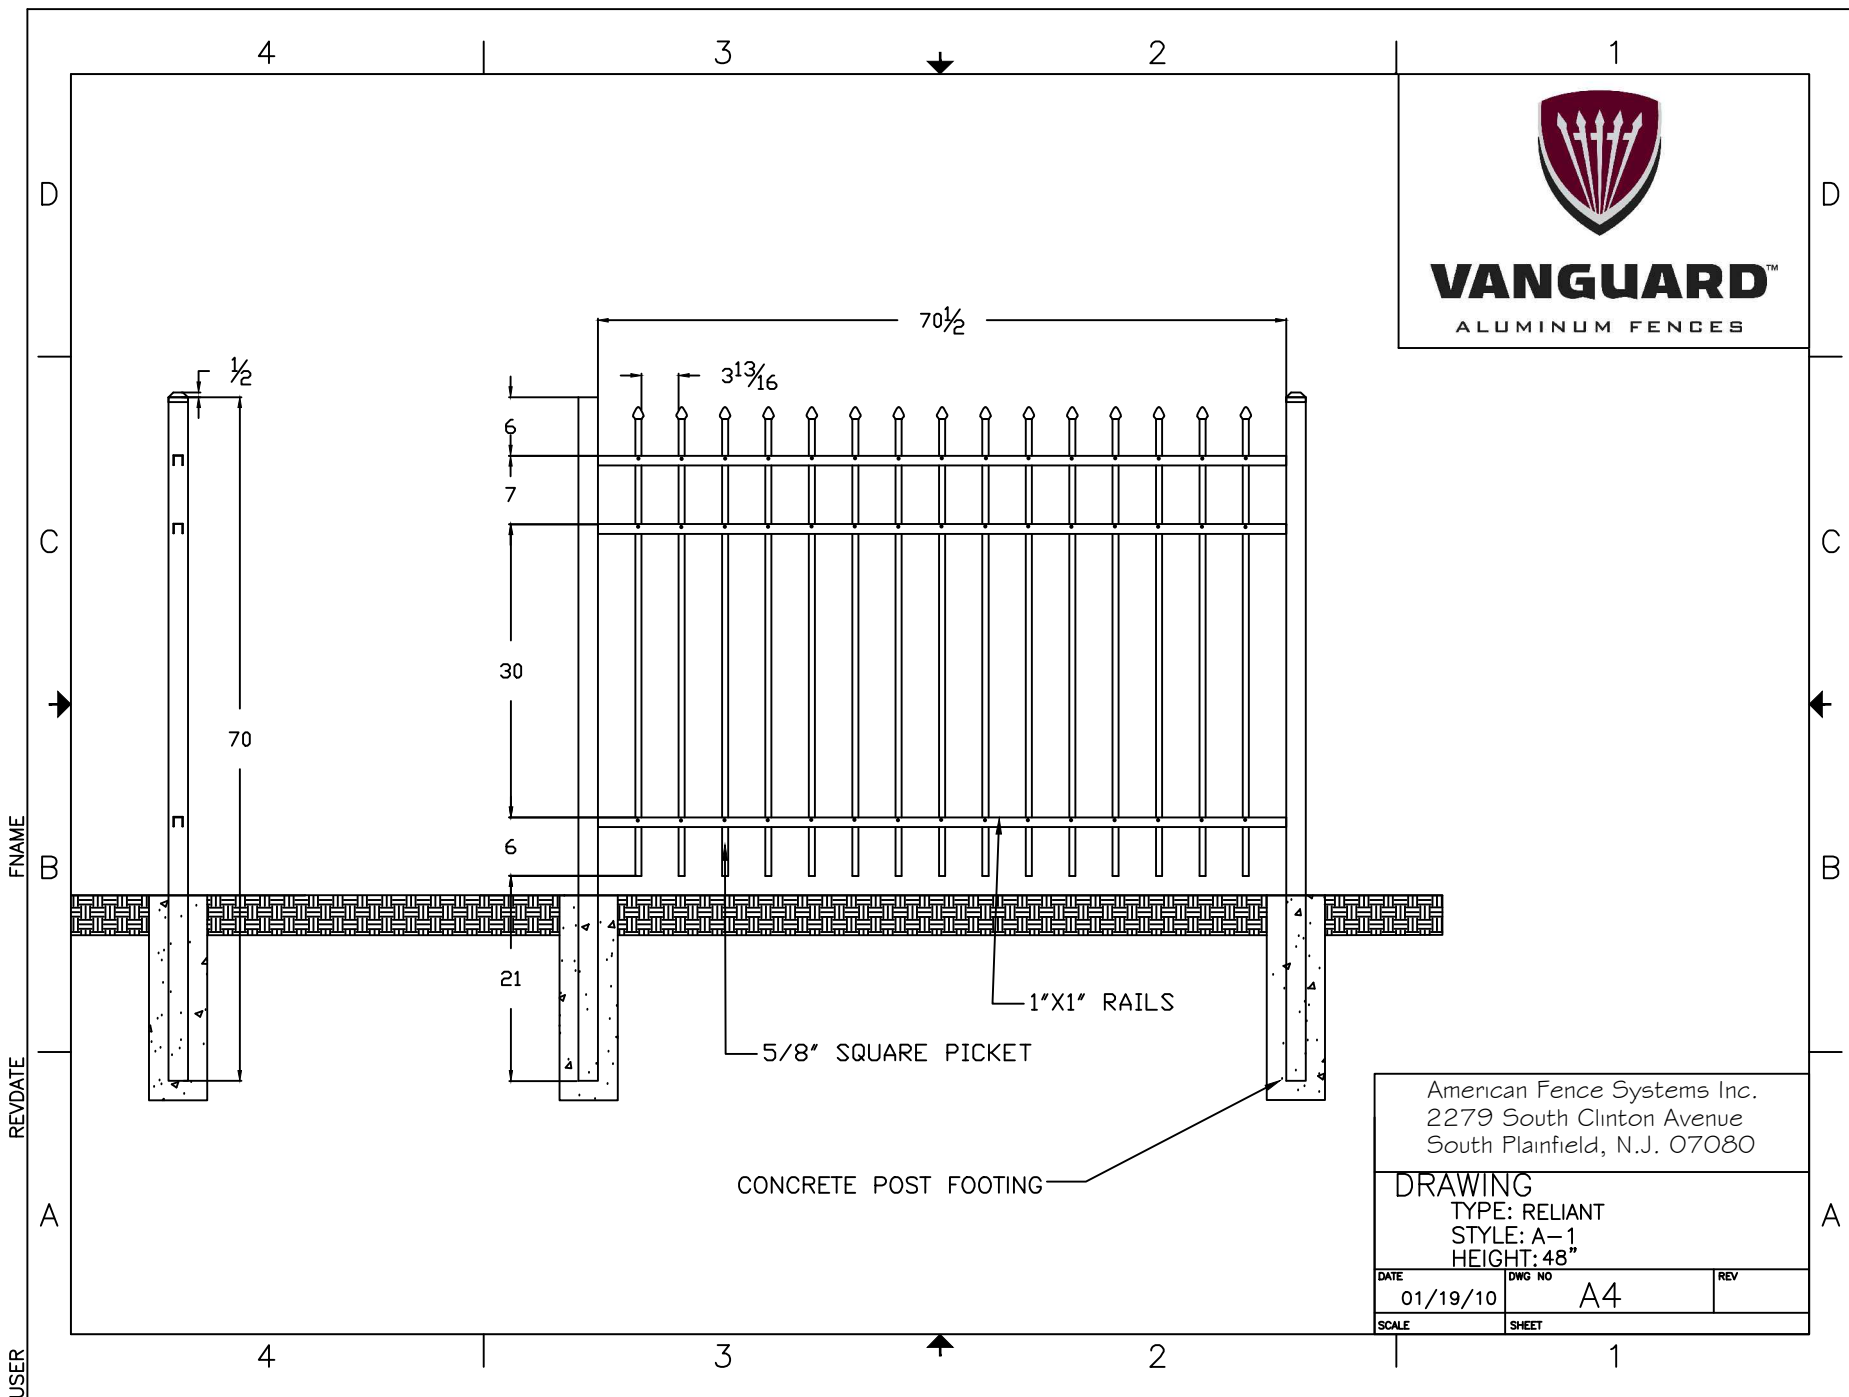 4 3 2 1
D D
VANGUARD™
ALUMINUM FENCES
70½
½
3 13/16
6
7
C C
30
70
FNAME
6
B B
21
1"X1" RAILS
5/8" SQUARE PICKET
REVDATE
American Fence Systems Inc.
2279 South Clinton Avenue
South Plainfield, N.J. 07080
CONCRETE POST FOOTING
DRAWING
TYPE: RELIANT
STYLE: A-1
HEIGHT: 48"
A A
DATE DWG NO REV
01/19/10 A4
SCALE SHEET
4 3 2 1
USER